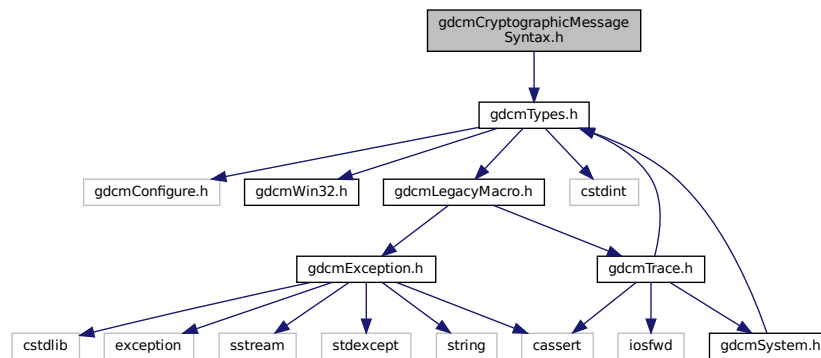 gdcmCryptographicMessage
Syntax.h
gdcmTypes.h
gdcmConfigure.h
gdcmWin32.h
gdcmLegacyMacro.h
cstdint
gdcmException.h
gdcmTrace.h
cstdlib
exception
sstream
stdexcept
string
cassert
iosfwd
gdcmSystem.h